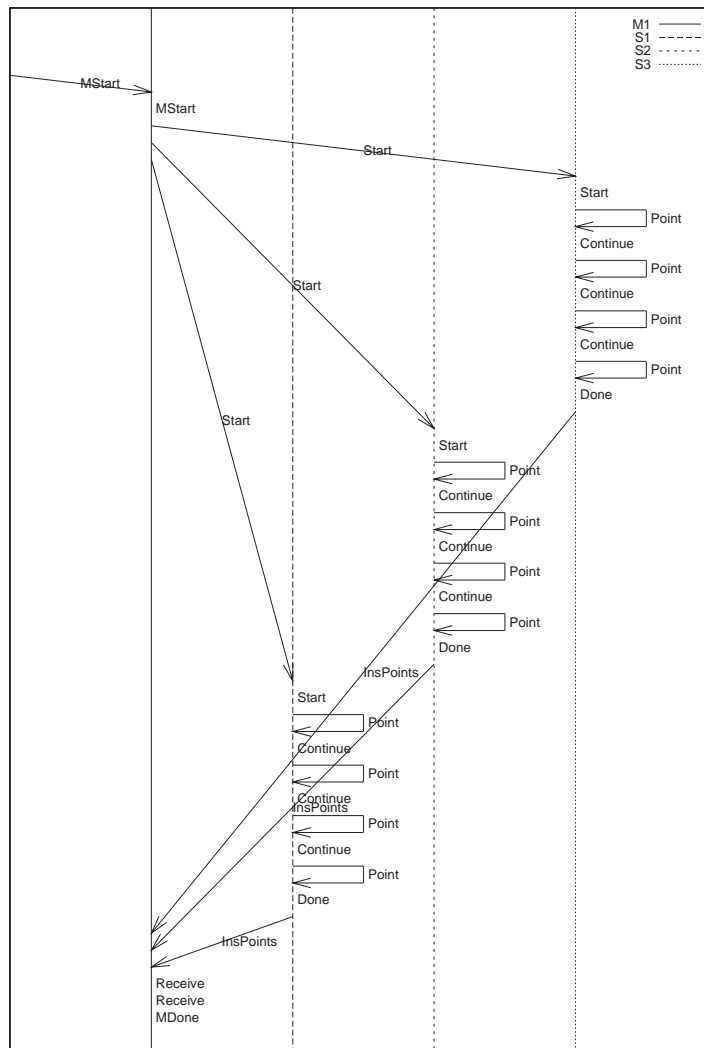 M1
S1
S2
S3
MStart
MStart
Start
Start
Point
Continue
Point
Continue
Start
Point
Continue
Point
Done
Start
Start
Point
Continue
Point
Continue
Point
Continue
Point
Done
InsPoints
Start
Point
Continue
Point
Continue
InsPoints
Point
Continue
Point
Done
InsPoints
Receive
Receive
MDone